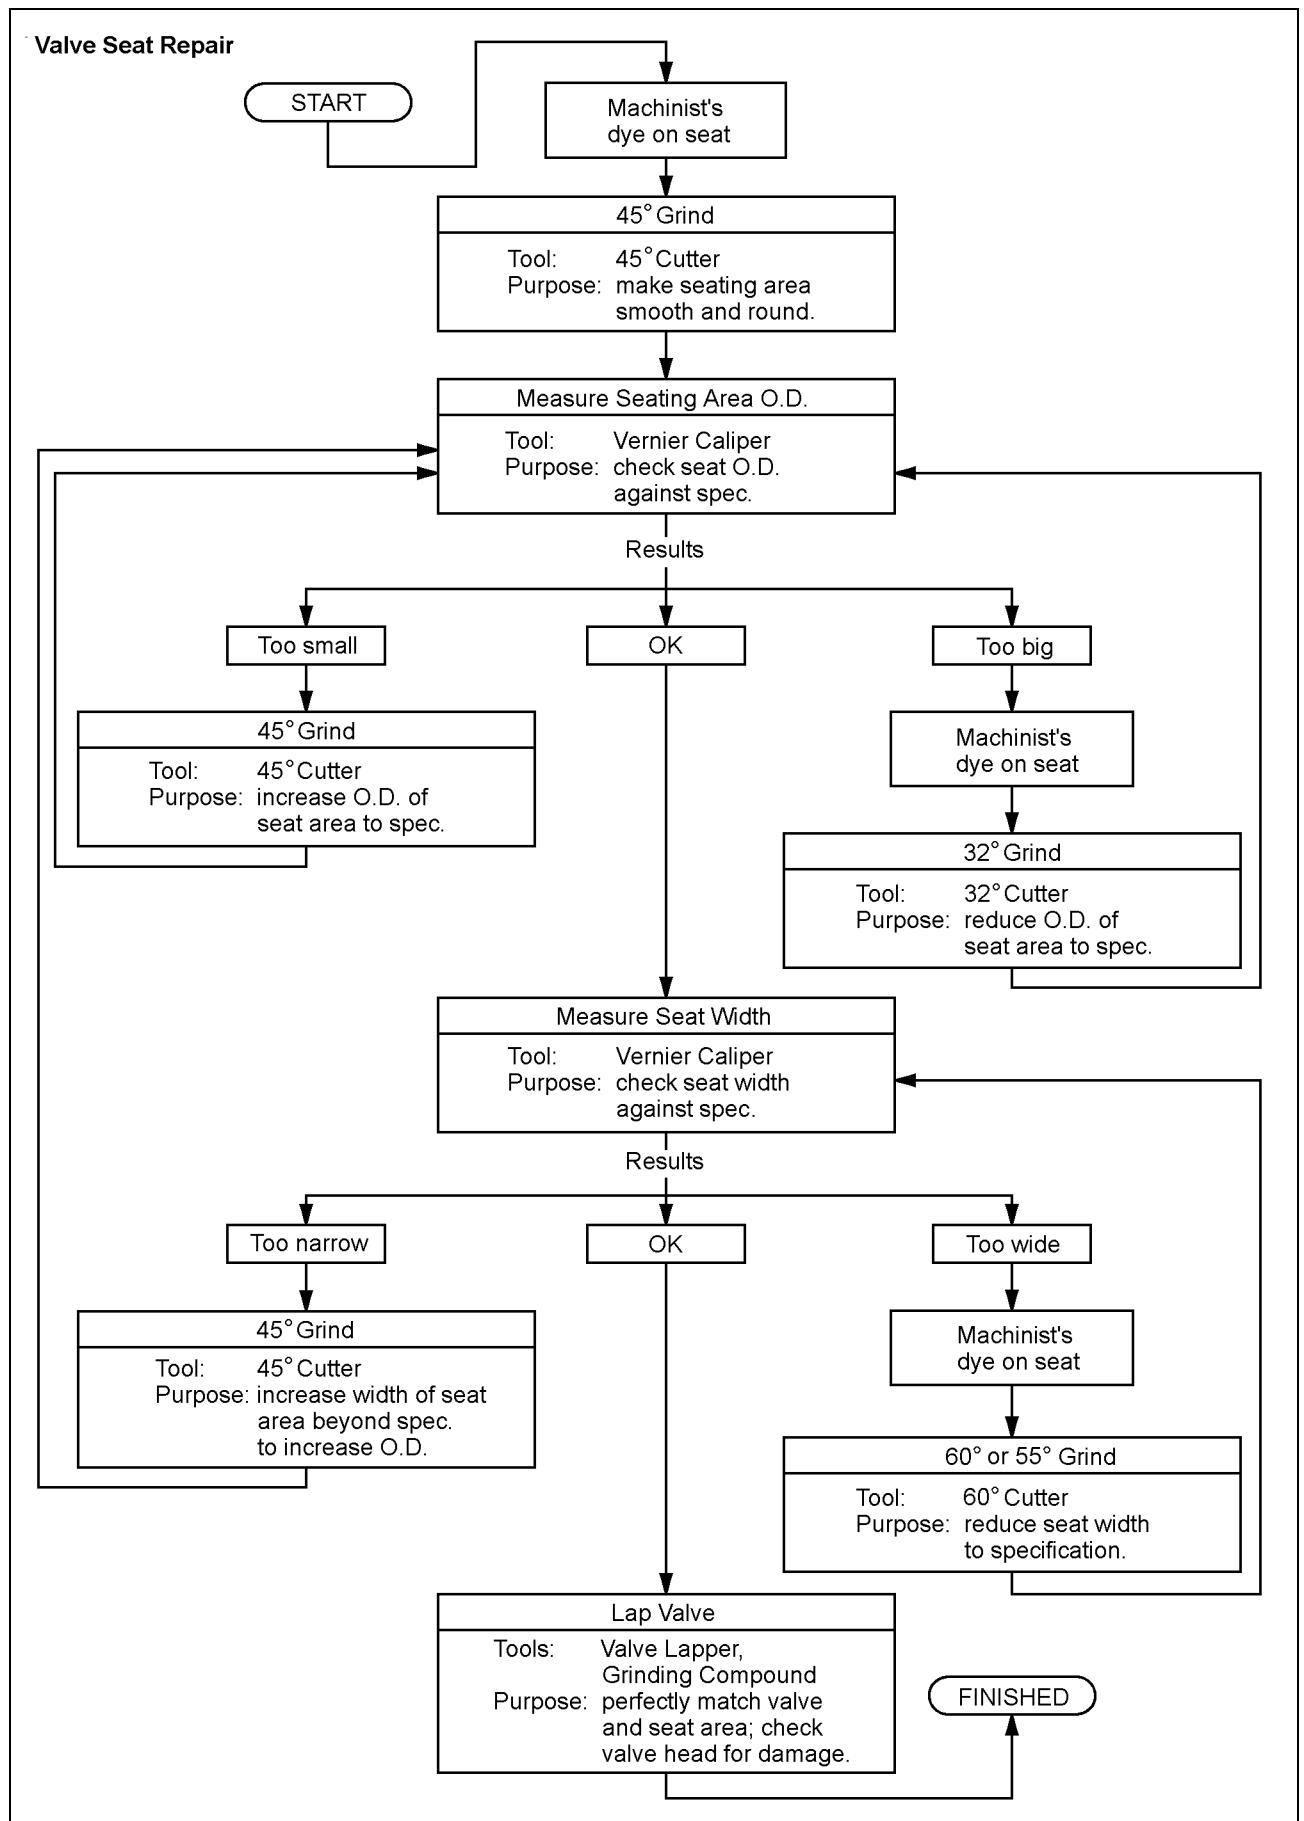 Valve Seat Repair
START
Machinist's
dye on seat
45° Grind
Tool: 45° Cutter
Purpose: make seating area
smooth and round.
Measure Seating Area O.D.
Tool: Vernier Caliper
Purpose: check seat O.D.
against spec.
Results
Too small
OK
Too big
45° Grind
Tool: 45° Cutter
Purpose: increase O.D. of
seat area to spec.
Machinist's
dye on seat
32° Grind
Tool: 32° Cutter
Purpose: reduce O.D. of
seat area to spec.
Measure Seat Width
Tool: Vernier Caliper
Purpose: check seat width
against spec.
Results
Too narrow
OK
Too wide
45° Grind
Tool: 45° Cutter
Purpose: increase width of seat
area beyond spec.
to increase O.D.
Machinist's
dye on seat
60° or 55° Grind
Tool: 60° Cutter
Purpose: reduce seat width
to specification.
Lap Valve
Tools: Valve Lapper,
Grinding Compound
Purpose: perfectly match valve
and seat area; check
valve head for damage.
FINISHED